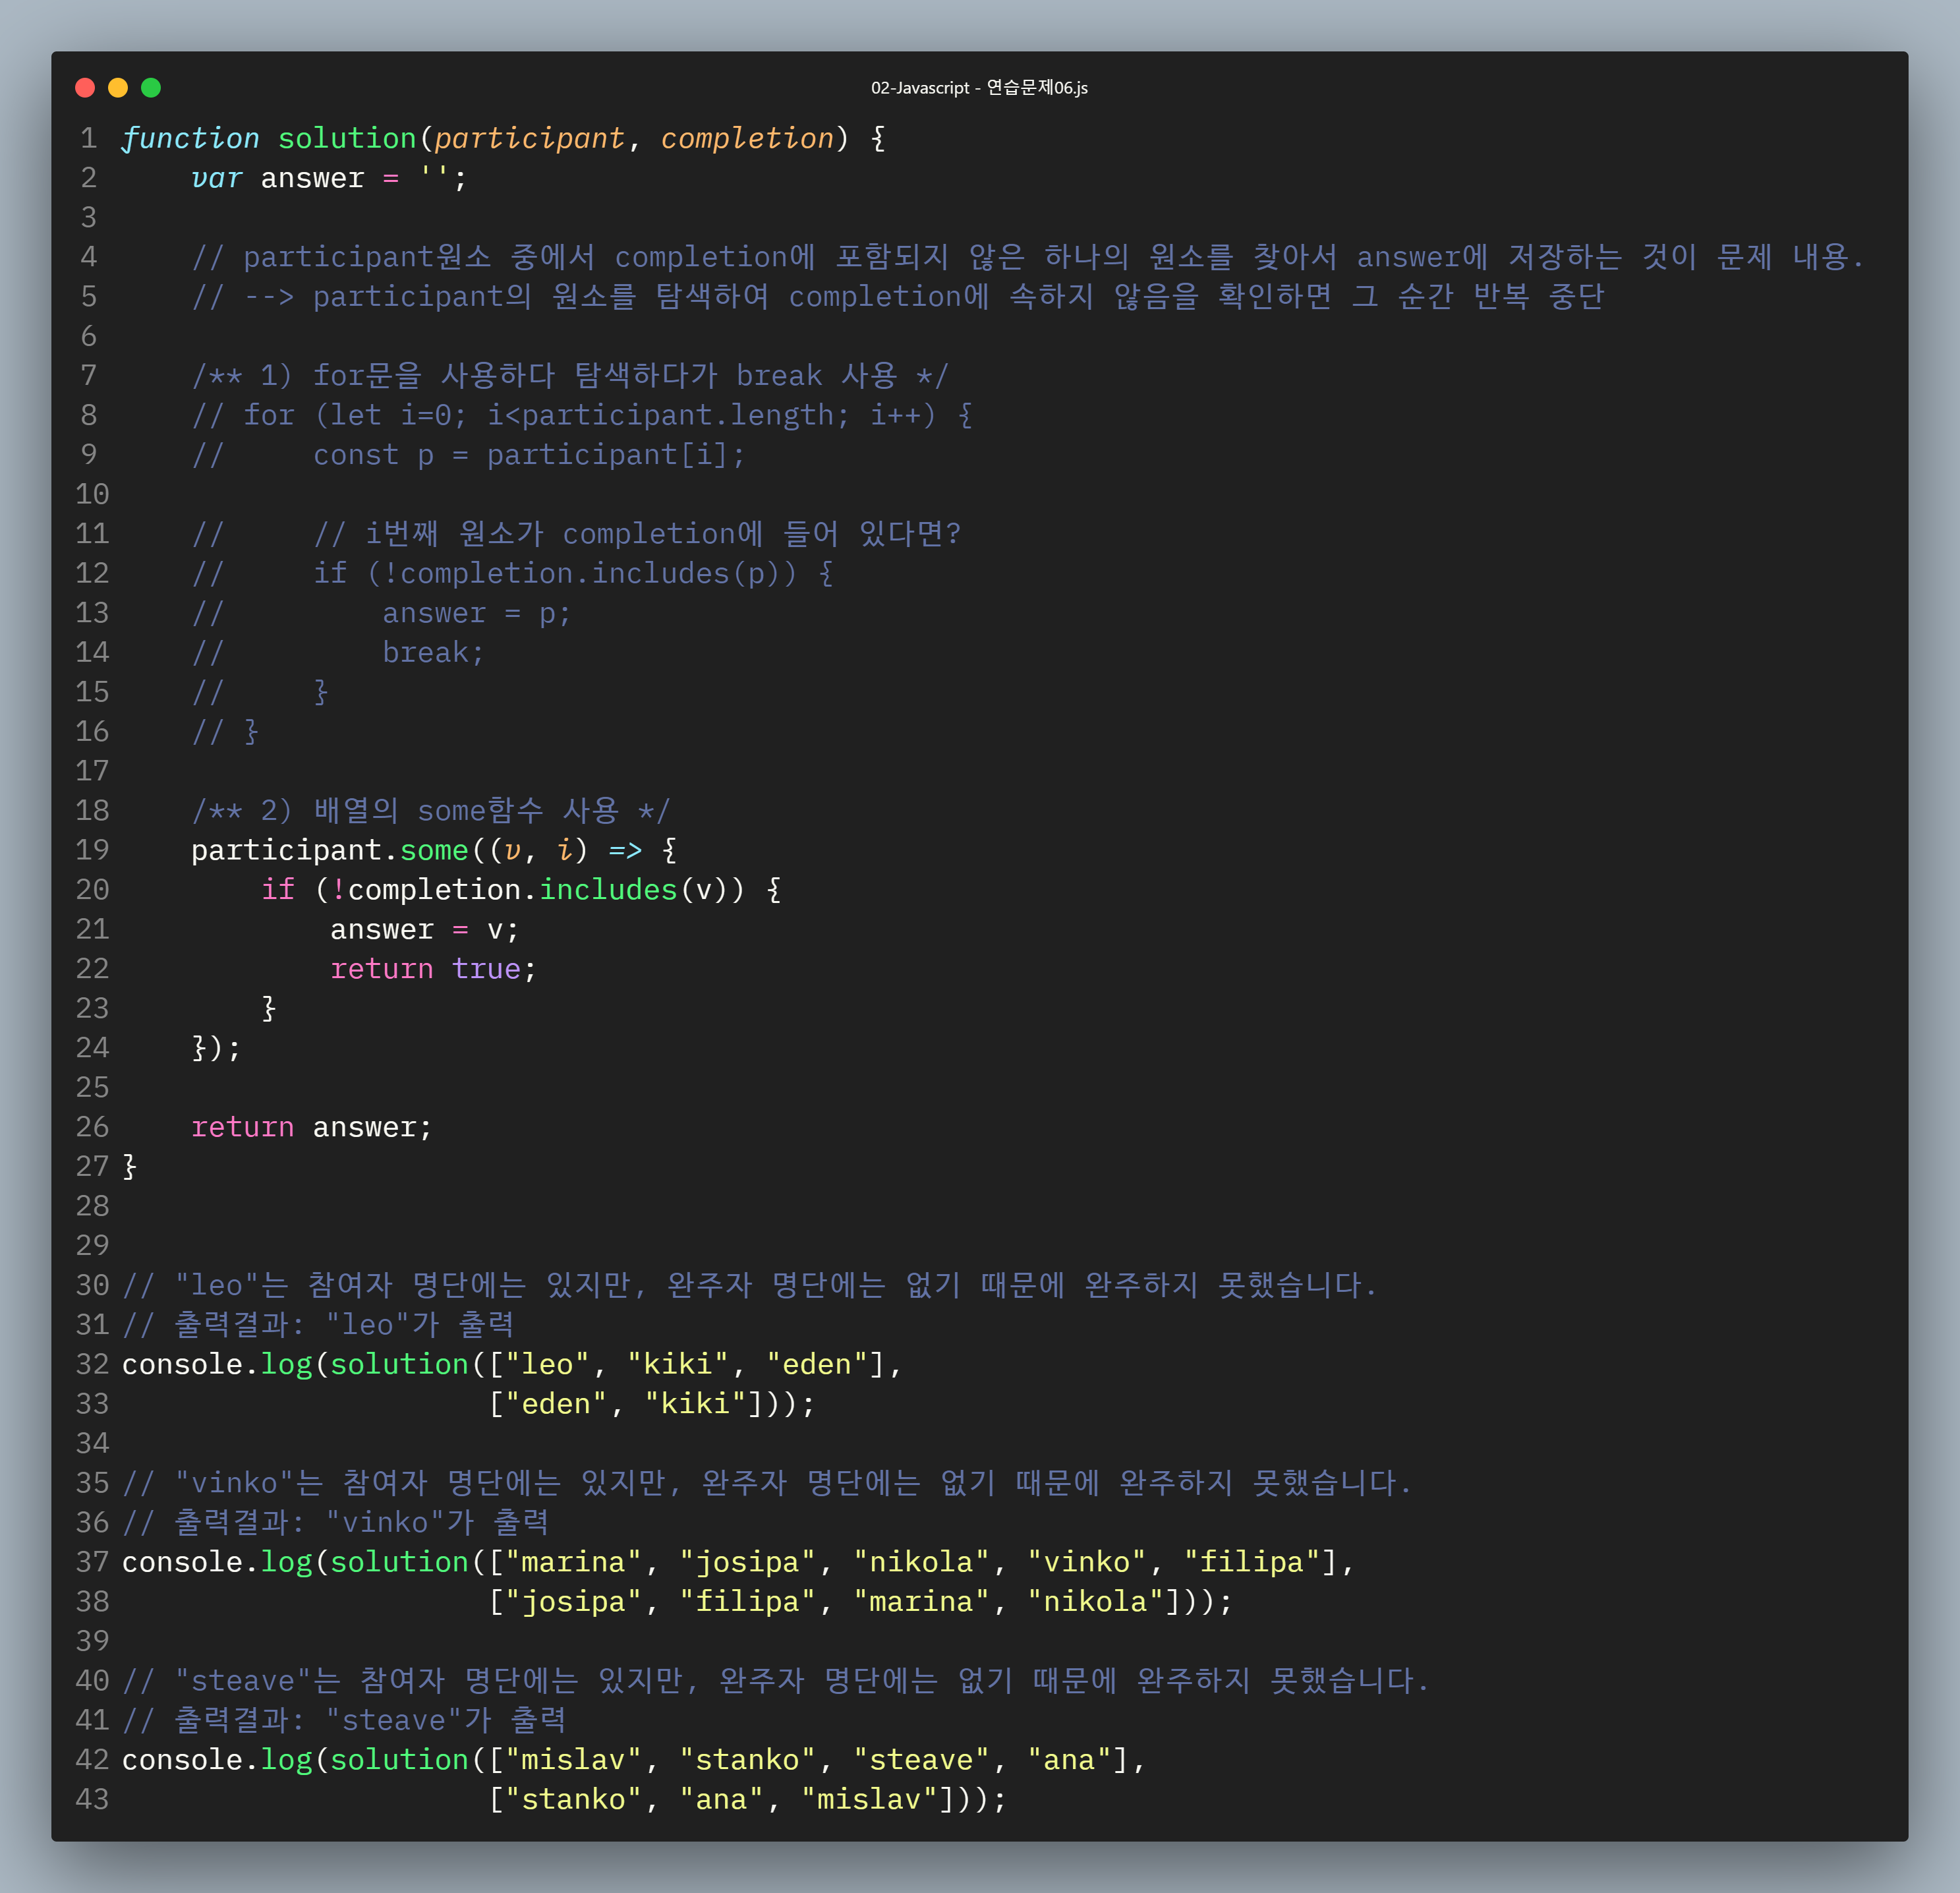 02-Javascript - 연습문제06.js
1 function solution(participant, completion) {
2     var answer = '';
3
4     // participant원소 중에서 completion에 포함되지 않은 하나의 원소를 찾아서 answer에 저장하는 것이 문제 내용.
5     // --> participant의 원소를 탐색하여 completion에 속하지 않음을 확인하면 그 순간 반복 중단
6
7     /** 1) for문을 사용하다 탐색하다가 break 사용 */
8     // for (let i=0; i<participant.length; i++) {
9     //     const p = participant[i];
10
11     //     // i번째 원소가 completion에 들어 있다면?
12     //     if (!completion.includes(p)) {
13     //         answer = p;
14     //         break;
15     //     }
16     // }
17
18     /** 2) 배열의 some함수 사용 */
19     participant.some((v, i) => {
20         if (!completion.includes(v)) {
21             answer = v;
22             return true;
23         }
24     });
25
26     return answer;
27 }
28
29
30 // "leo"는 참여자 명단에는 있지만, 완주자 명단에는 없기 때문에 완주하지 못했습니다.
31 // 출력결과: "leo"가 출력
32 console.log(solution(["leo", "kiki", "eden"],
33                      ["eden", "kiki"]));
34
35 // "vinko"는 참여자 명단에는 있지만, 완주자 명단에는 없기 때문에 완주하지 못했습니다.
36 // 출력결과: "vinko"가 출력
37 console.log(solution(["marina", "josipa", "nikola", "vinko", "filipa"],
38                      ["josipa", "filipa", "marina", "nikola"]));
39
40 // "steave"는 참여자 명단에는 있지만, 완주자 명단에는 없기 때문에 완주하지 못했습니다.
41 // 출력결과: "steave"가 출력
42 console.log(solution(["mislav", "stanko", "steave", "ana"],
43                      ["stanko", "ana", "mislav"]));